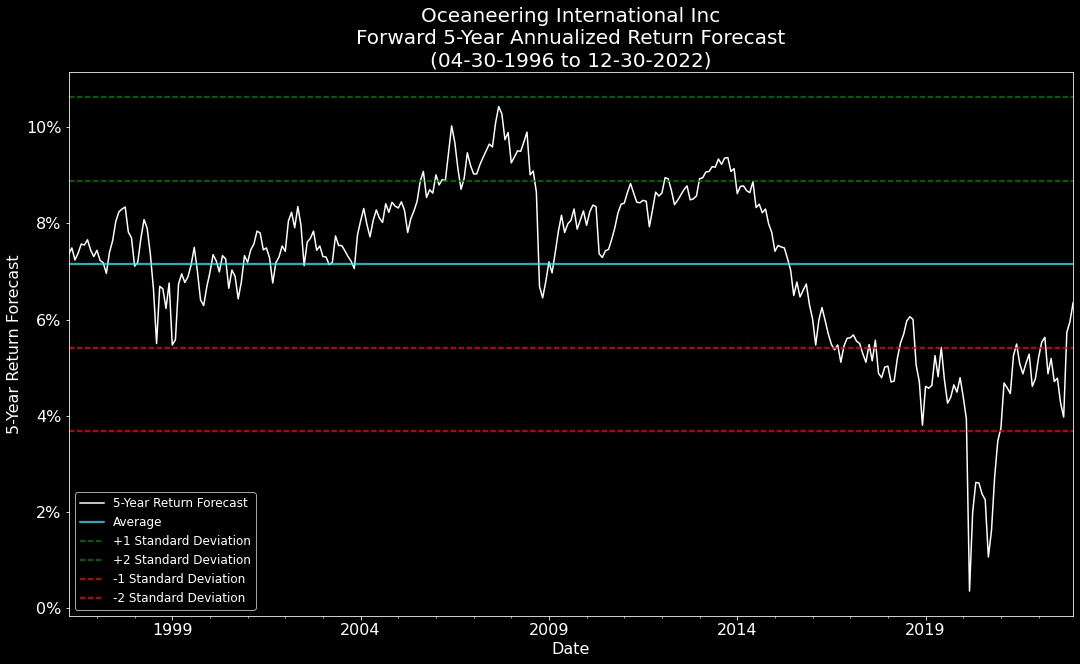 Oceaneering International Inc
Forward 5-Year Annualized Return Forecast
(04-30-1996 to 12-30-2022)
5-Year Return Forecast
10%
8%
6%
4%
2%
0%
5-Year Return Forecast
Average
+1 Standard Deviation
+2 Standard Deviation
-1 Standard Deviation
-2 Standard Deviation
1999 2004 2009 2014 2019
Date